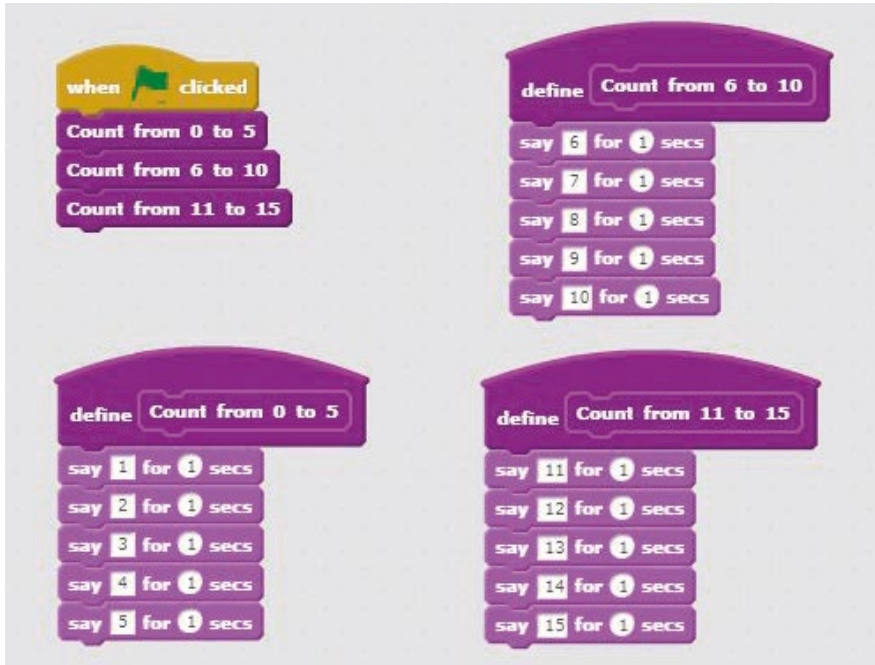 when clicked
Count from 0 to 5
Count from 6 to 10
Count from 11 to 15
define Count from 6 to 10
say 6 for 1 secs
say 7 for 1 secs
say 8 for 1 secs
say 9 for 1 secs
say 10 for 1 secs
define Count from 0 to 5
say 1 for 1 secs
say 2 for 1 secs
say 3 for 1 secs
say 4 for 1 secs
say 5 for 1 secs
define Count from 11 to 15
say 11 for 1 secs
say 12 for 1 secs
say 13 for 1 secs
say 14 for 1 secs
say 15 for 1 secs